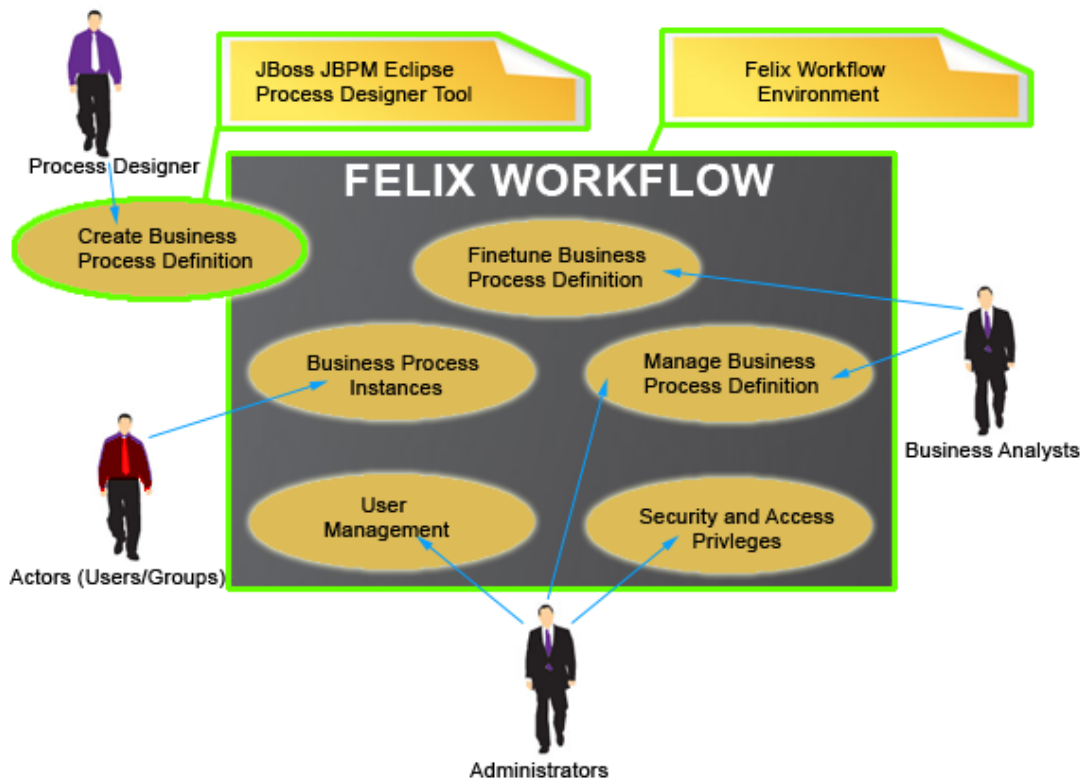 JBoss JBPM Eclipse
Process Designer Tool
Felix Workflow
Environment
Process Designer
FELIX WORKFLOW
Create Business
Process Definition
Finetune Business
Process Definition
Business Process
Instances
Manage Business
Process Definition
Business Analysts
User
Management
Security and Access
Privleges
Actors (Users/Groups)
Administrators